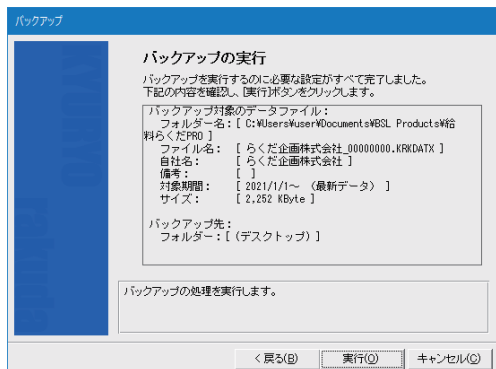 バックアップ
バックアップの実行
バックアップを実行するのに必要な設定がすべて完了しました。
下記の内容を確認し、[実行]ボタンをクリックします。
バックアップ対象のデータファイル：
フォルダー名：[ C:¥Users¥user¥Documents¥BSL Products¥給
料らくだPRO ]
ファイル名： [ らくだ企画株式会社_00000000.KRKDATX ]
自社名： [ らくだ企画株式会社 ]
備考： [ ]
対象期間： [ 2021/1/1～ （最新データ） ]
サイズ： [ 2,252 KByte ]
バックアップ先：
フォルダー：[ (デスクトップ) ]
バックアップの処理を実行します。
< 戻る(B) 実行(O) キャンセル(C)
kyuryo rakuda